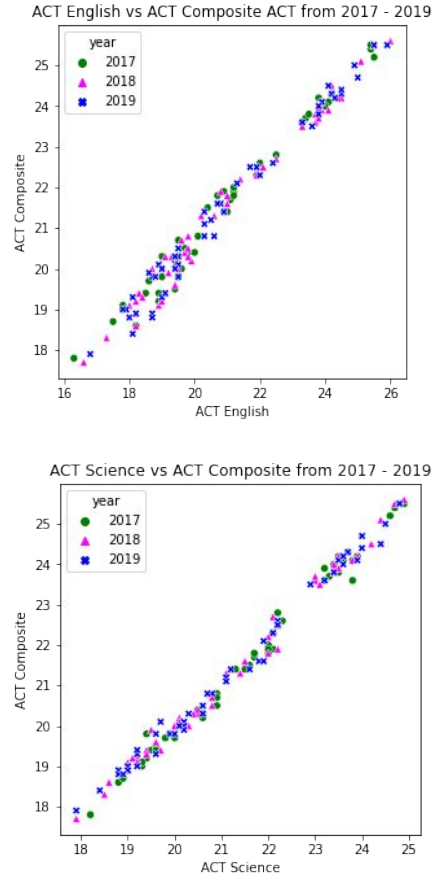 ACT English vs ACT Composite ACT from 2017 - 2019
year
2017
2018
2019
25
24
23
22
21
20
19
18
ACT Composite
16 18 20 22 24 26
ACT English
ACT Science vs ACT Composite from 2017 - 2019
year
2017
2018
2019
25
24
23
22
21
20
19
18
ACT Composite
18 19 20 21 22 23 24 25
ACT Science